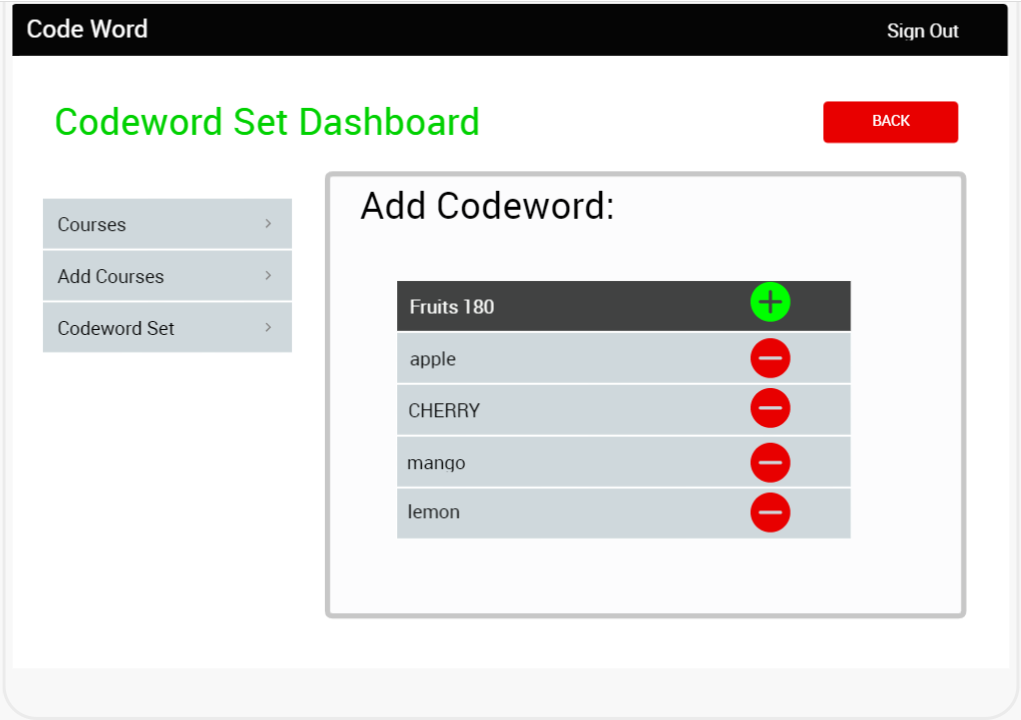 Code Word
Sign Out
Codeword Set Dashboard
BACK
Courses
Add Courses
Codeword Set
Add Codeword:
Fruits 180
apple
CHERRY
mango
lemon